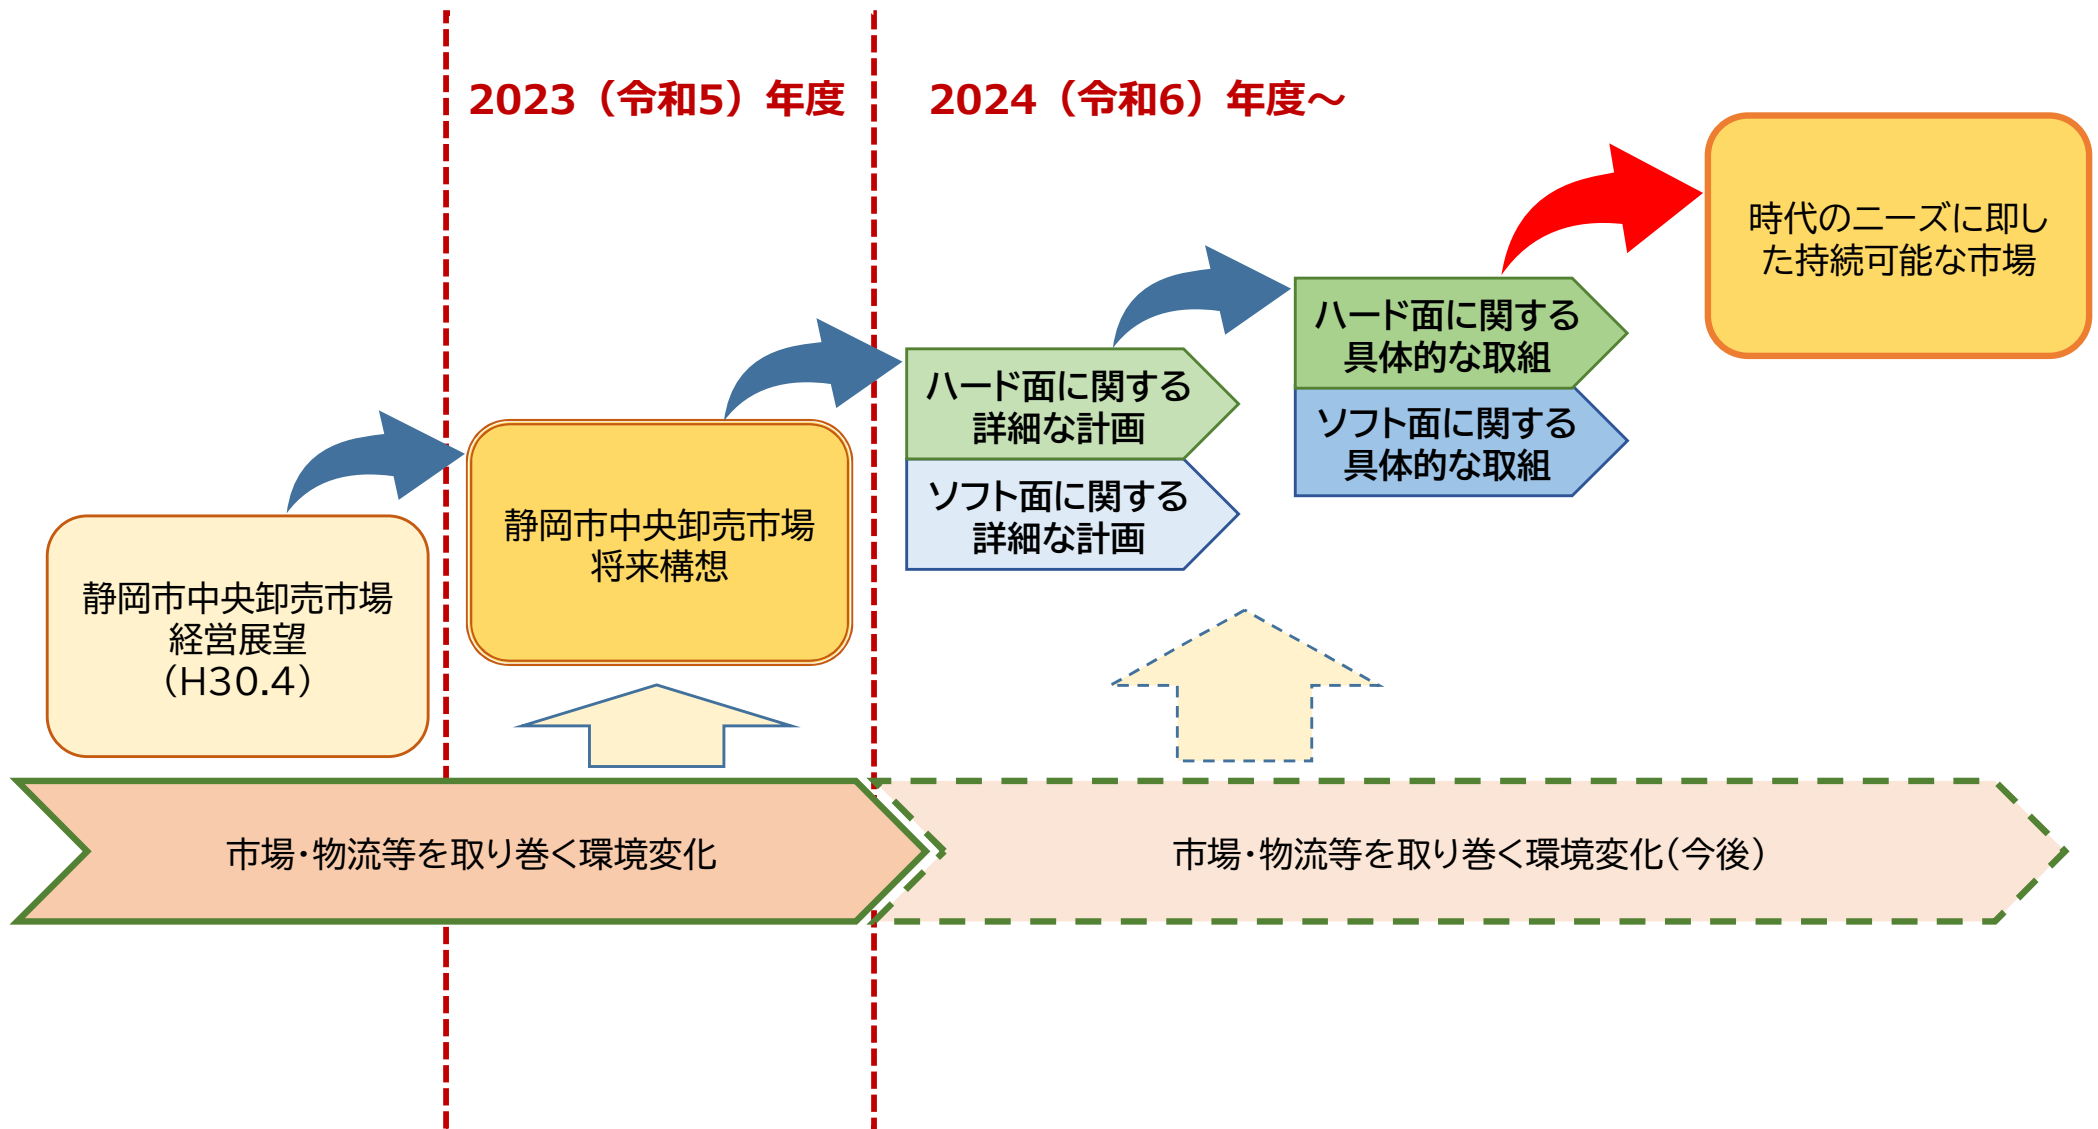 2023（令和5）年度
2024（令和6）年度～
時代のニーズに即し
た持続可能な市場
ハード面に関する
具体的な取組
ソフト面に関する
具体的な取組
ハード面に関する
詳細な計画
ソフト面に関する
詳細な計画
静岡市中央卸売市場
将来構想
静岡市中央卸売市場
経営展望
（H30.4）
市場・物流等を取り巻く環境変化
市場・物流等を取り巻く環境変化（今後）